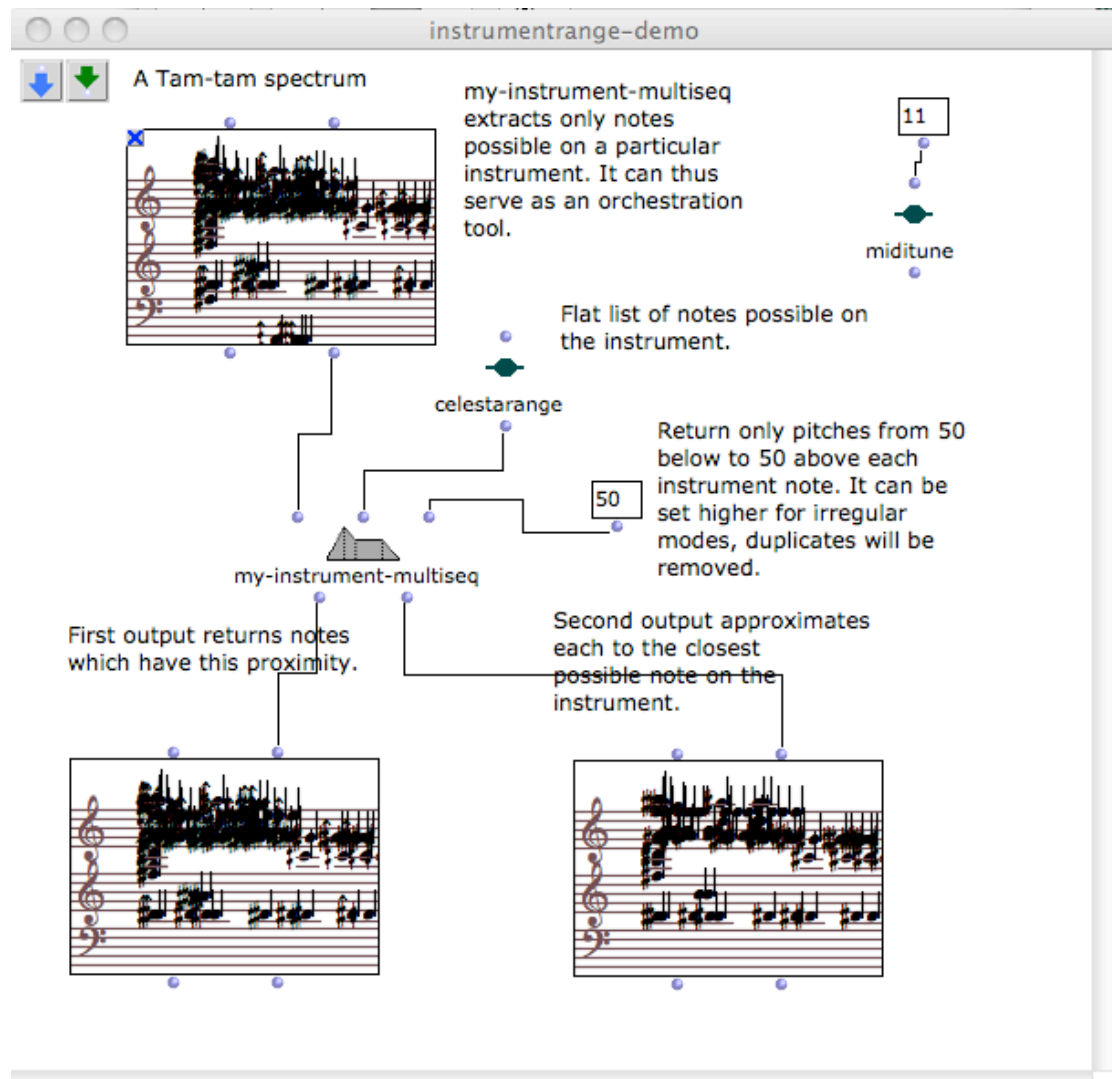 instrumentrange-demo
A Tam-tam spectrum
my-instrument-multiseq
extracts only notes
possible on a particular
instrument. It can thus
serve as an orchestration
tool.
11
miditune
Flat list of notes possible on
the instrument.
celestarange
Return only pitches from 50
below to 50 above each
instrument note. It can be
set higher for irregular
modes, duplicates will be
removed.
50
my-instrument-multiseq
First output returns notes
which have this proximity.
Second output approximates
each to the closest
possible note on the
instrument.